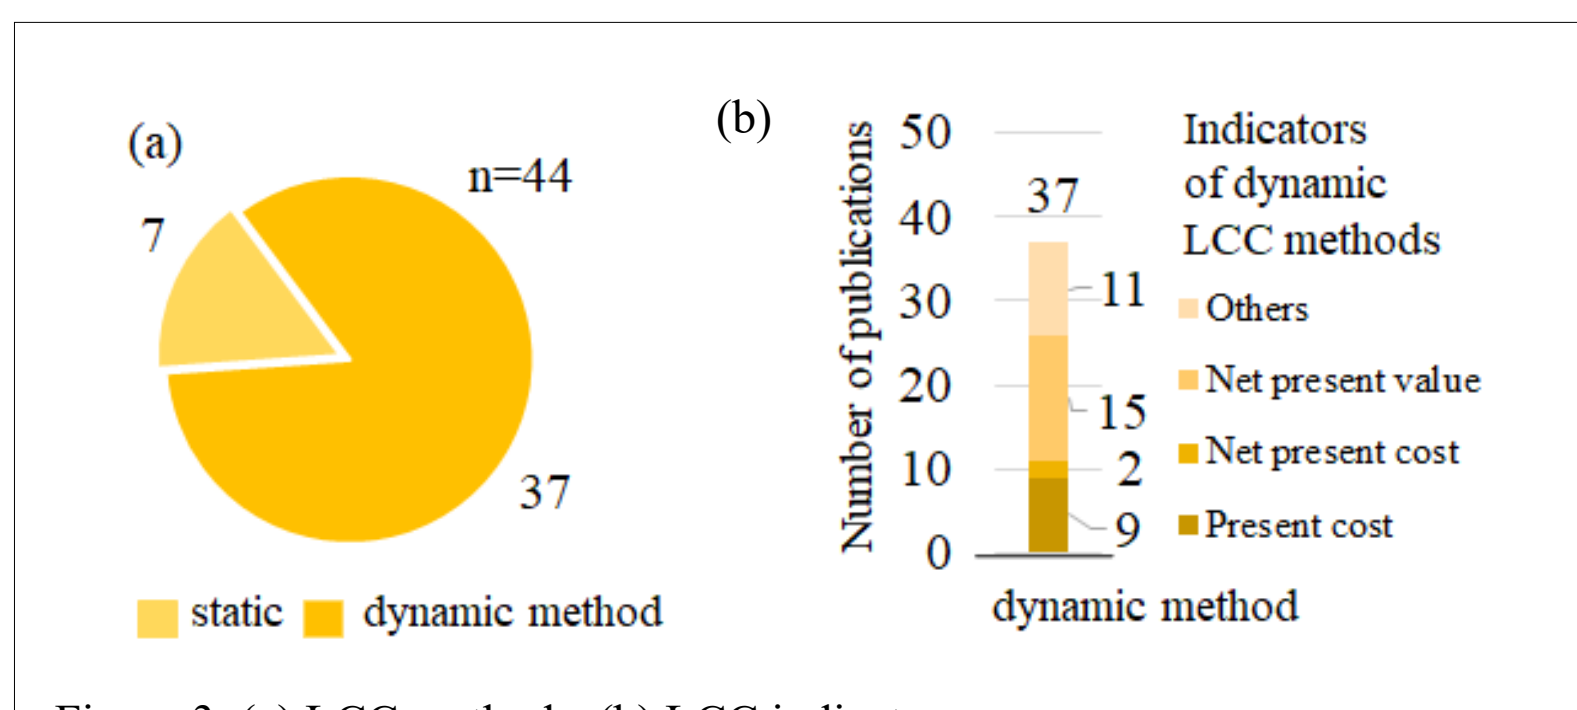 (a)
n=44
7
37
static
dynamic method
(b)
Number of publications
50
40
30
20
10
0
37
11
15
2
9
dynamic method
Indicators
of dynamic
LCC methods
Others
Net present value
Net present cost
Present cost